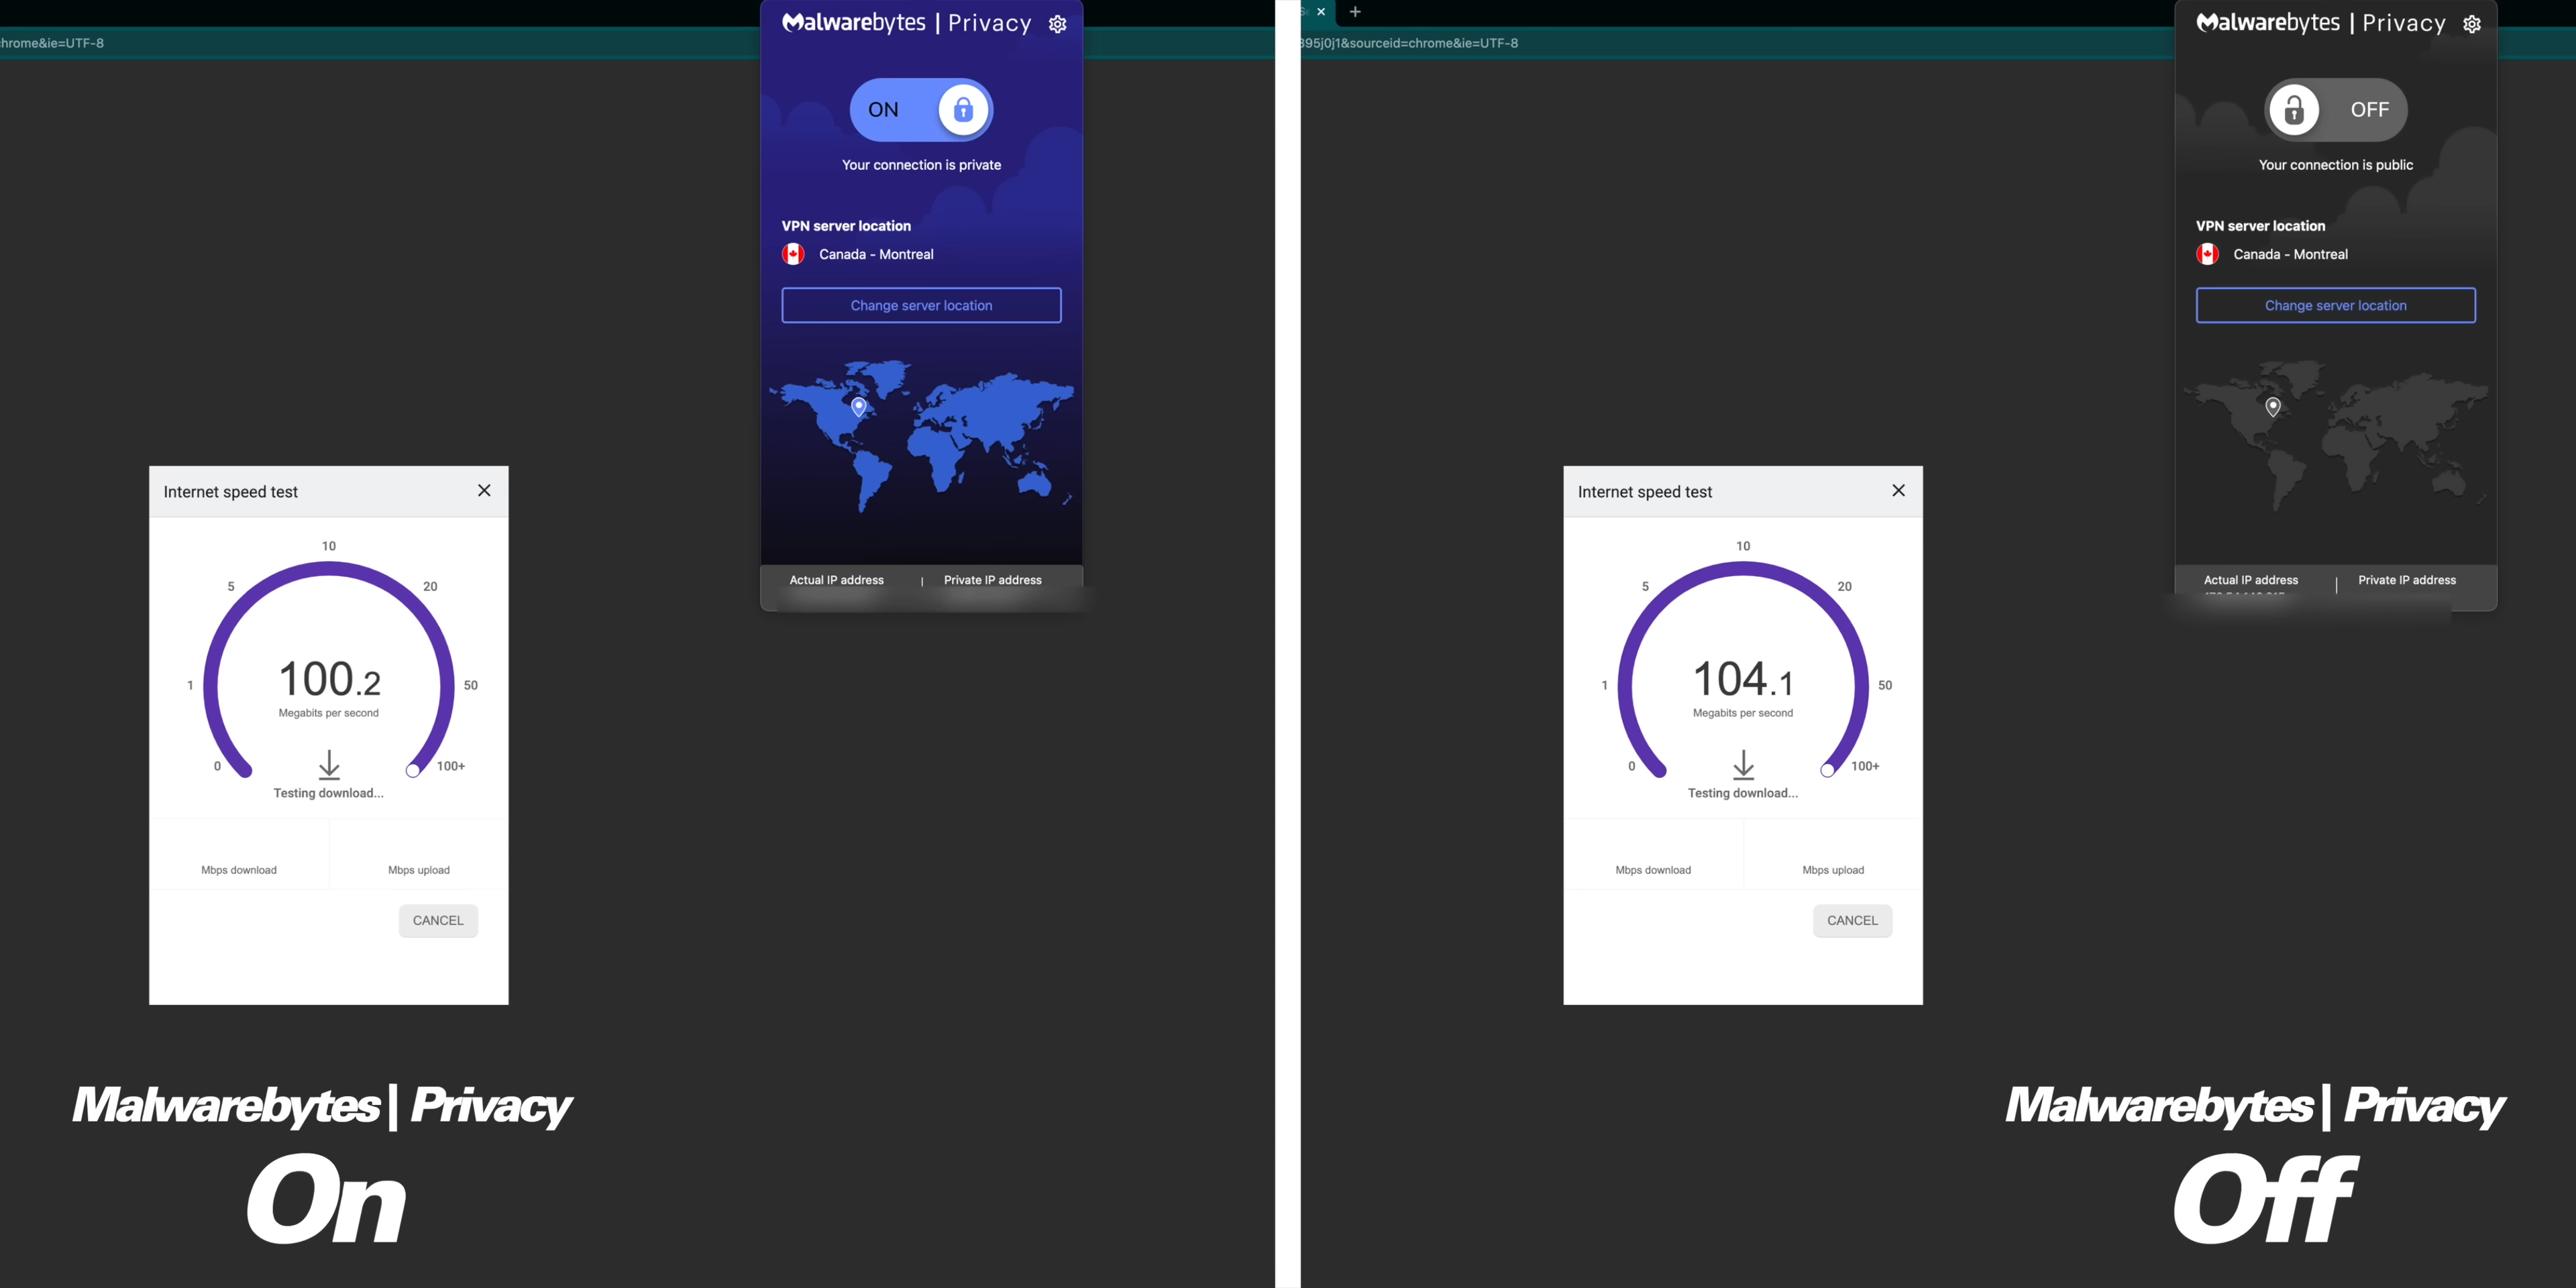 hrome&ie=UTF-8
Malwarebytes | Privacy
ON
Your connection is private
VPN server location
Canada - Montreal
Change server location
Actual IP address | Private IP address
Internet speed test
10
5
20
1
50
100.2
Megabits per second
0
100+
Testing download...
Mbps download
Mbps upload
CANCEL
Malwarebytes | Privacy
On
395j0j1&sourceid=chrome&ie=UTF-8
Malwarebytes | Privacy
OFF
Your connection is public
VPN server location
Canada - Montreal
Change server location
Actual IP address | Private IP address
Internet speed test
10
5
20
1
50
104.1
Megabits per second
0
100+
Testing download...
Mbps download
Mbps upload
CANCEL
Malwarebytes | Privacy
Off